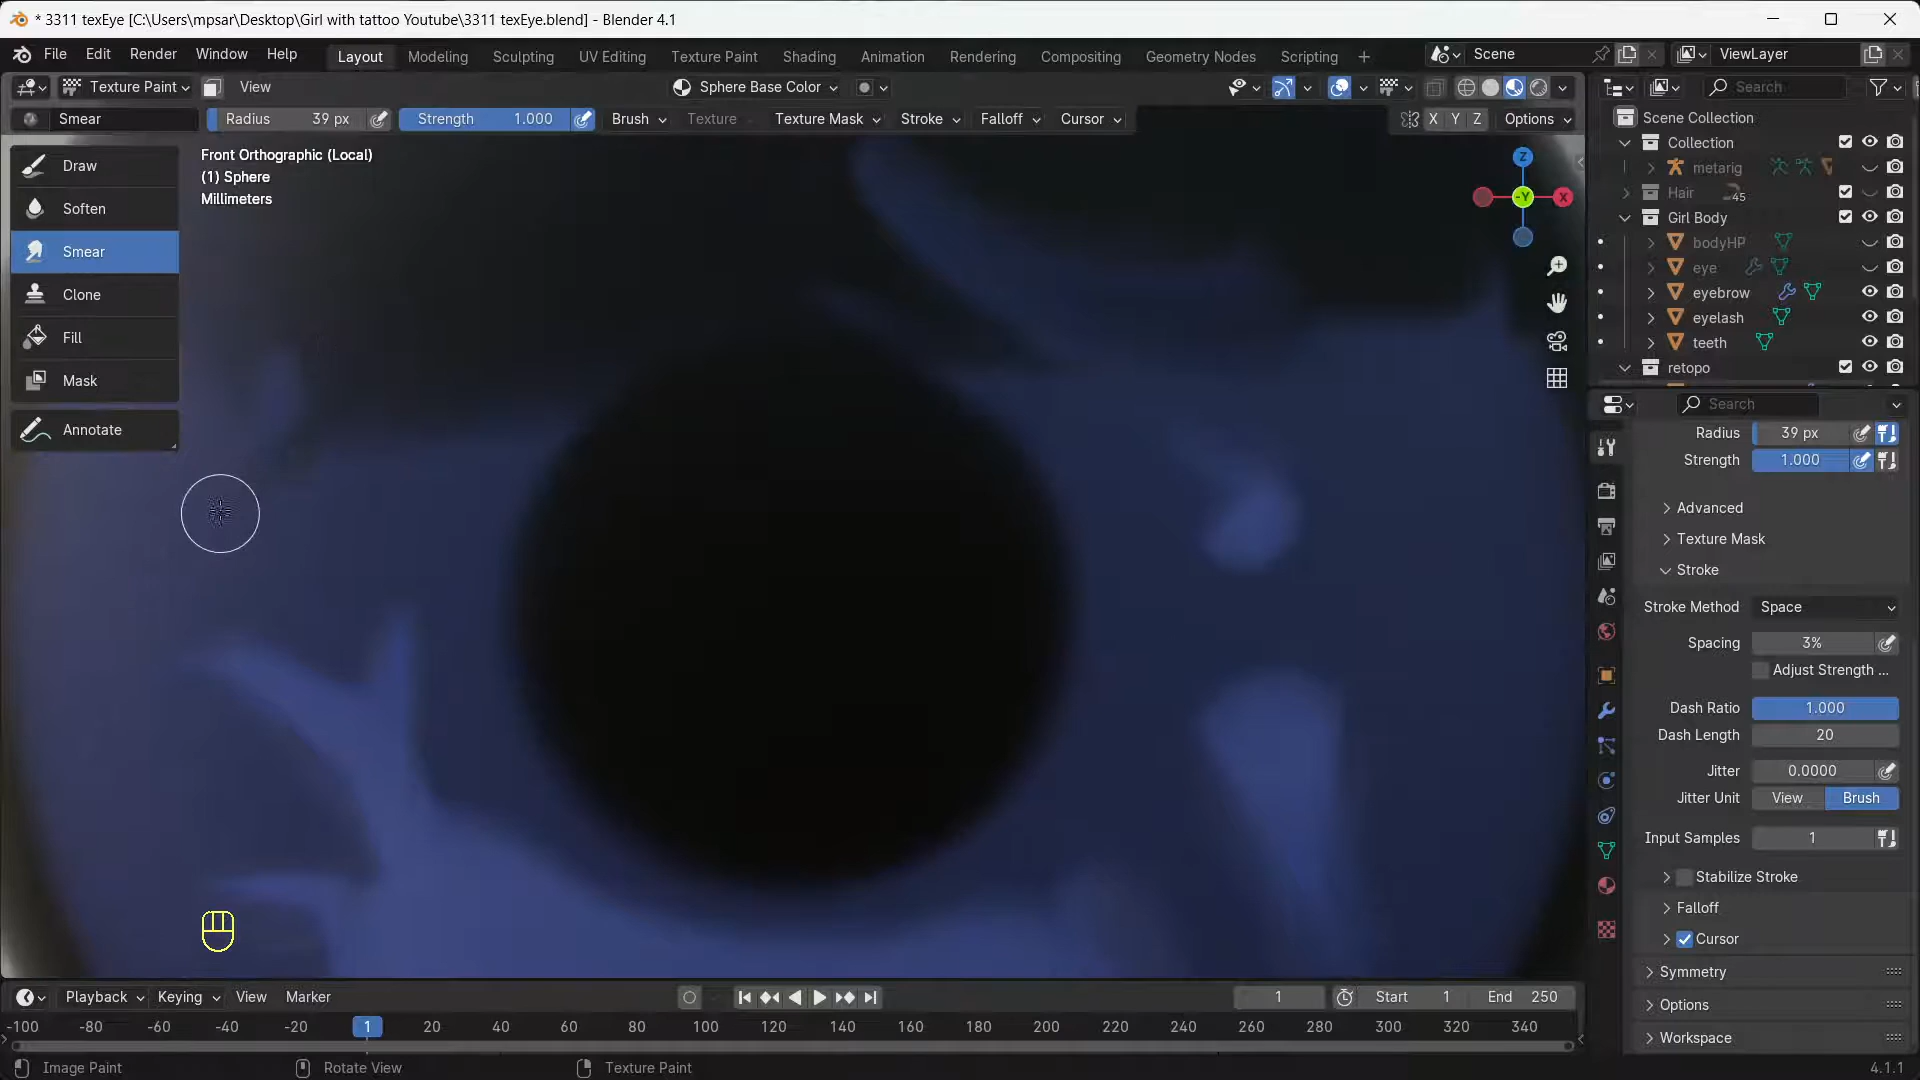 * 3311 texEye [C:\Users\mpsar\Desktop\Girl with tattoo Youtube\3311 texEye.blend] - Blender 4.1
File Edit Render Window Help Layout Modeling Sculpting UV Editing Texture Paint Shading Animation Rendering Compositing Geometry Nodes Scripting + Scene ViewLayer
Texture Paint View Sphere Base Color Search
Smear Radius 39 px Strength 1.000 Brush Texture Texture Mask Stroke Falloff Cursor X Y Z Options
Front Orthographic (Local)
(1) Sphere
Millimeters
Draw
Soften
Smear
Clone
Fill
Mask
Annotate
Z
-Y
X
Scene Collection
Collection
metarig
Hair 45
Girl Body
bodyHP
eye
eyebrow
eyelash
teeth
retopo
Search
Radius 39 px
Strength 1.000
Advanced
Texture Mask
Stroke
Stroke Method Space
Spacing 3%
Adjust Strength ...
Dash Ratio 1.000
Dash Length 20
Jitter 0.0000
Jitter Unit View Brush
Input Samples 1
Stabilize Stroke
Falloff
Cursor
Symmetry
Options
Workspace
Playback Keying View Marker 1 Start 1 End 250
-100 -80 -60 -40 -20 1 20 40 60 80 100 120 140 160 180 200 220 240 260 280 300 320 340
Image Paint Rotate View Texture Paint 4.1.1